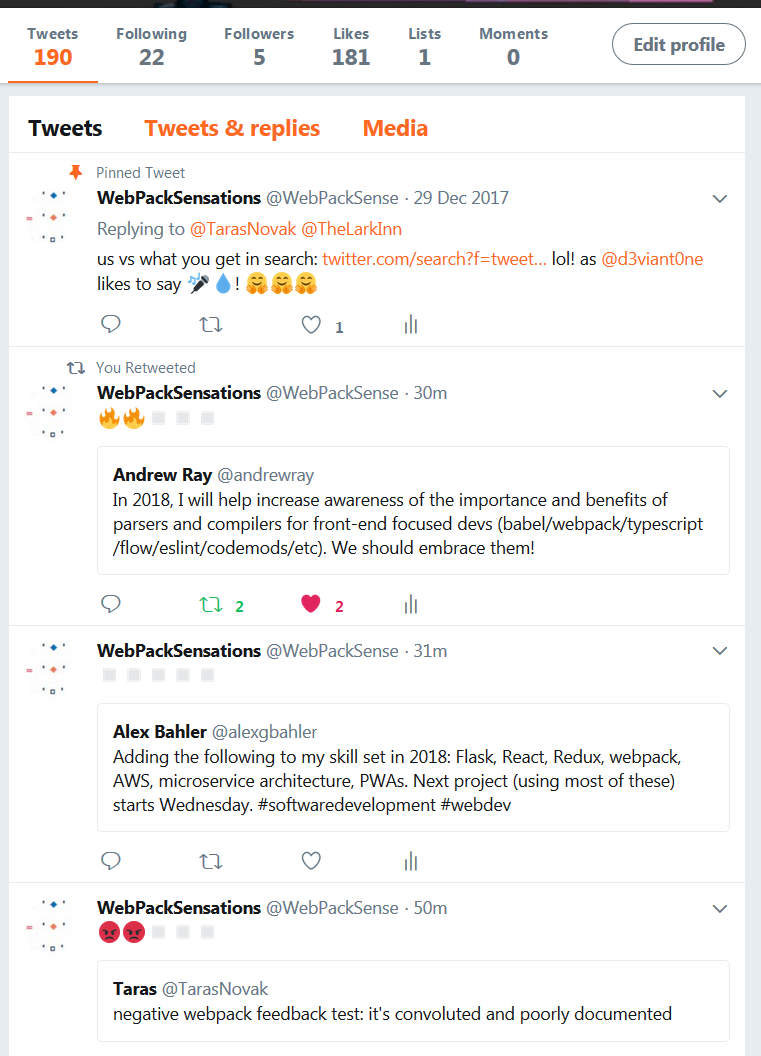 Tweets Following Followers Likes Lists Moments
190 22 5 181 1 0
Edit profile
Tweets Tweets & replies Media
Pinned Tweet
WebPackSensations @WebPackSense · 29 Dec 2017
Replying to @TarasNovak @TheLarkInn
us vs what you get in search: twitter.com/search?f=tweet... lol! as @d3viant0ne
likes to say 🎤💧! 🤗🤗🤗
1
You Retweeted
WebPackSensations @WebPackSense · 30m
🔥🔥◽◽◽
Andrew Ray @andrewray
In 2018, I will help increase awareness of the importance and benefits of
parsers and compilers for front-end focused devs (babel/webpack/typescript
/flow/eslint/codemods/etc). We should embrace them!
2 2
WebPackSensations @WebPackSense · 31m
◽◽◽◽◽
Alex Bahler @alexgbahler
Adding the following to my skill set in 2018: Flask, React, Redux, webpack,
AWS, microservice architecture, PWAs. Next project (using most of these)
starts Wednesday. #softwaredevelopment #webdev
WebPackSensations @WebPackSense · 50m
😡😡◽◽◽
Taras @TarasNovak
negative webpack feedback test: it's convoluted and poorly documented